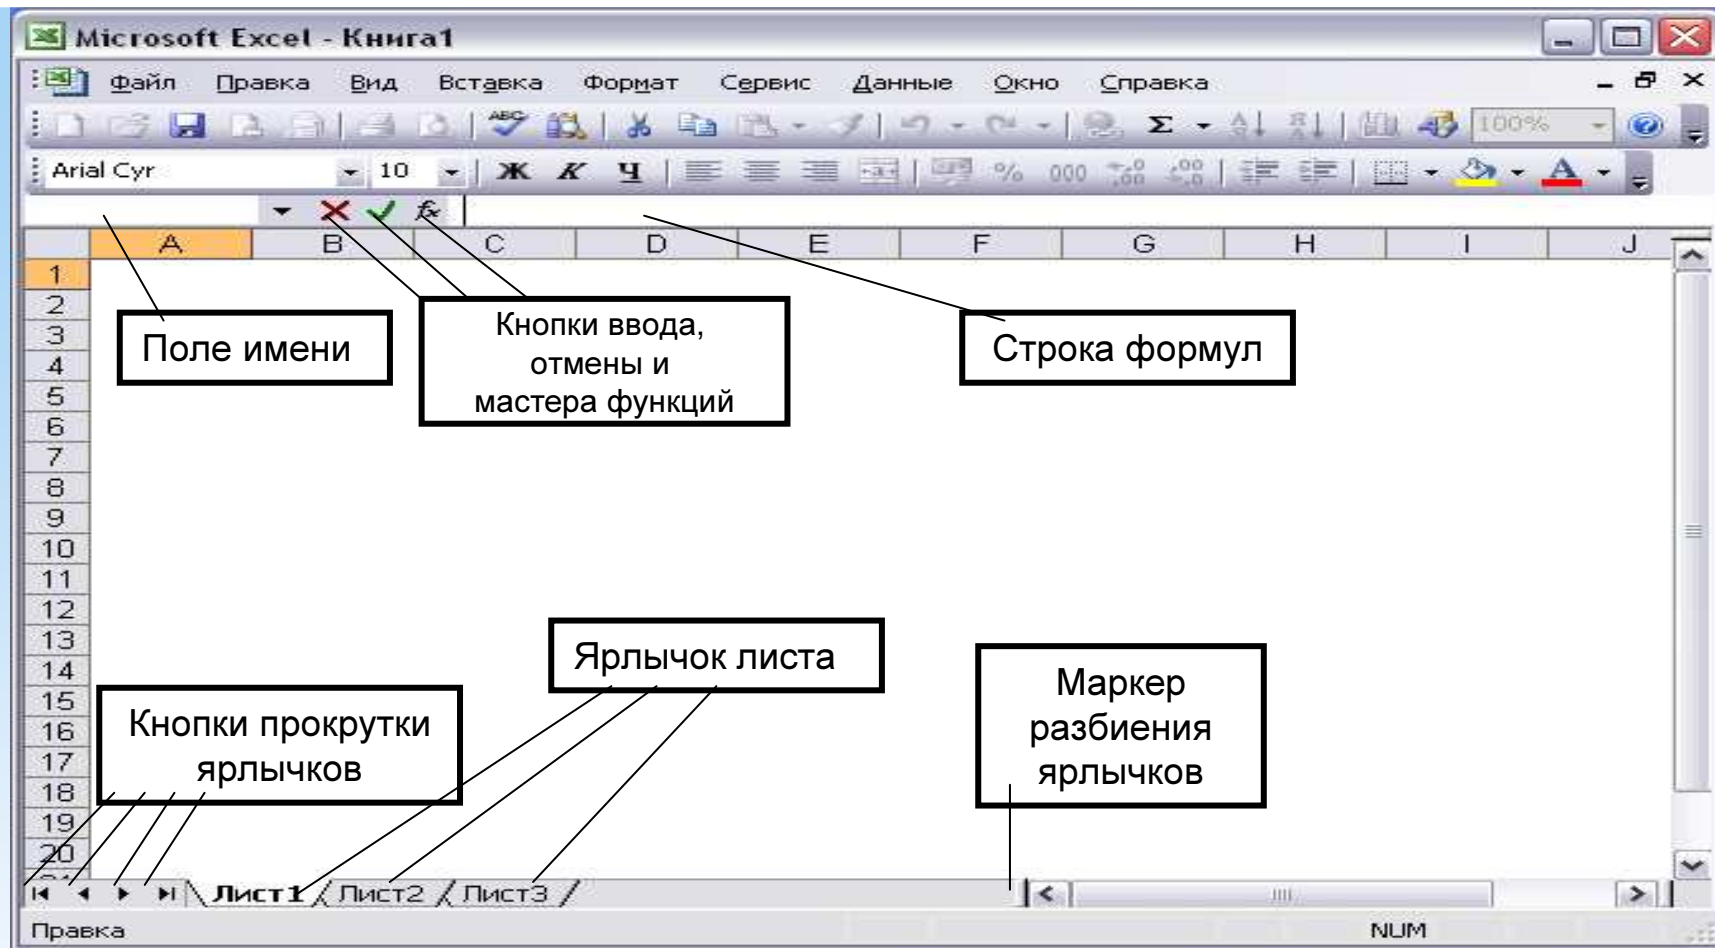 Microsoft Excel - Книга1
Файл Правка Вид Вставка Формат Сервис Данные Окно Справка
ABC Σ 100%
Arial Cyr 10 Ж К Ч % 000
fx
A B C D E F G H I J
1
2
3
4
5
6
7
8
9
10
11
12
13
14
15
16
17
18
19
20
Поле имени
Кнопки ввода,
отмены и
мастера функций
Строка формул
Ярлычок листа
Маркер
разбиения
ярлычков
Кнопки прокрутки
ярлычков
Лист1 Лист2 Лист3
Правка NUM